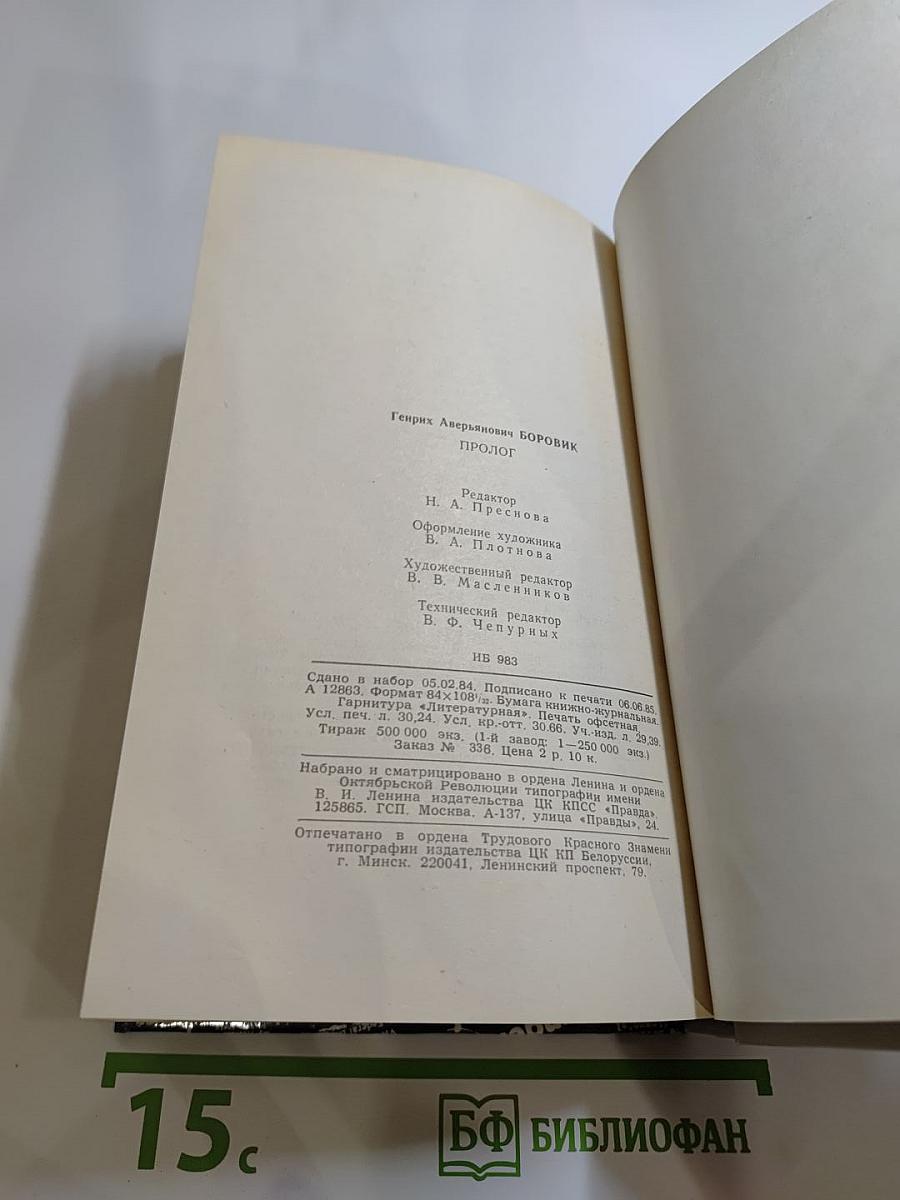 Генрих Аверьянович БОРОВИК
ПРОЛОГ
Редактор
Н. А. Преснова
Оформление художника
В. А. Плотнова
Художественный редактор
В. В. Масленников
Технический редактор
В. Ф. Чепурных
ИБ 983
Сдано в набор 05.02.84. Подписано к печати 06.06.85.
А 12863. Формат 84×108¹/₃₂. Бумага книжно-журнальная.
Гарнитура «Литературная». Печать офсетная.
Усл. печ. л. 30,24. Усл. кр.-отт. 30.66. Уч.-изд. л. 29,39.
Тираж 500 000 экз. (1-й завод: 1—250 000 экз.)
Заказ № 336. Цена 2 р. 10 к.
Набрано и сматрицировано в ордена Ленина и ордена
Октябрьской Революции типографии имени
В. И. Ленина издательства ЦК КПСС «Правда».
125865. ГСП. Москва. А-137, улица «Правды», 24.
Отпечатано в ордена Трудового Красного Знамени
типографии издательства ЦК КП Белоруссии,
г. Минск. 220041, Ленинский проспект, 79.
15 с
БФ БИБЛИОФАН